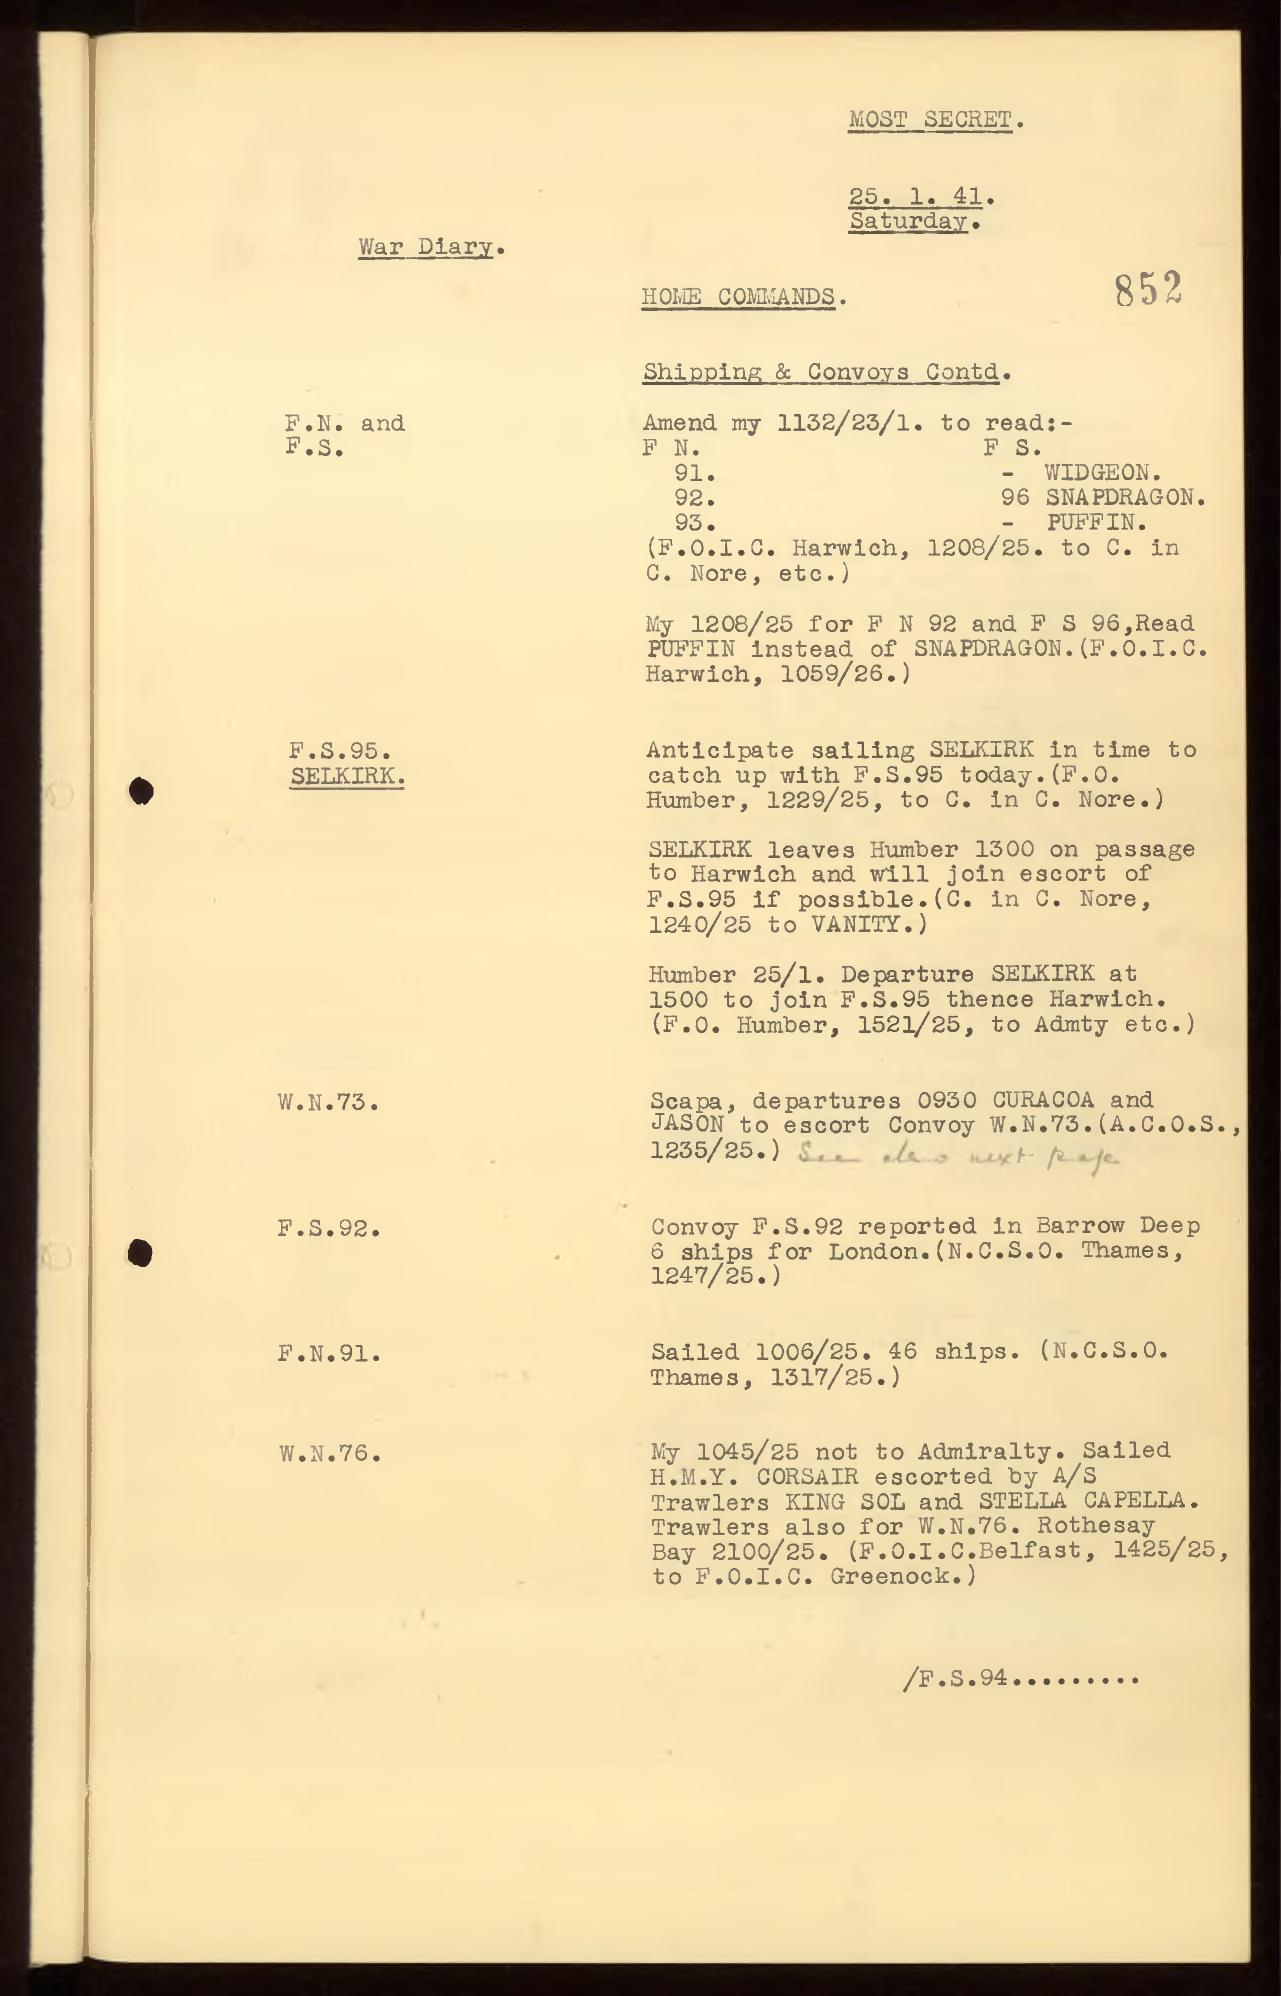 MOST SECRET.
25. 1. 41.
Saturday.
War Diary.
HOME COMMANDS.
852
Shipping & Convoys Contd.
F.N. and
F.S.
Amend my 1132/23/1. to read:-
F N. F S.
91. - WIDGEON.
92. 96 SNAPDRAGON.
93. - PUFFIN.
(F.O.I.C. Harwich, 1208/25. to C. in
C. Nore, etc.)
My 1208/25 for F N 92 and F S 96,Read
PUFFIN instead of SNAPDRAGON.(F.O.I.C.
Harwich, 1059/26.)
F.S.95.
SELKIRK.
Anticipate sailing SELKIRK in time to
catch up with F.S.95 today.(F.O.
Humber, 1229/25, to C. in C. Nore.)
SELKIRK leaves Humber 1300 on passage
to Harwich and will join escort of
F.S.95 if possible.(C. in C. Nore,
1240/25 to VANITY.)
Humber 25/1. Departure SELKIRK at
1500 to join F.S.95 thence Harwich.
(F.O. Humber, 1521/25, to Admty etc.)
W.N.73.
Scapa, departures 0930 CURACOA and
JASON to escort Convoy W.N.73.(A.C.O.S.,
1235/25.) See also next page
F.S.92.
Convoy F.S.92 reported in Barrow Deep
6 ships for London.(N.C.S.O. Thames,
1247/25.)
F.N.91.
Sailed 1006/25. 46 ships. (N.C.S.O.
Thames, 1317/25.)
W.N.76.
My 1045/25 not to Admiralty. Sailed
H.M.Y. CORSAIR escorted by A/S
Trawlers KING SOL and STELLA CAPELLA.
Trawlers also for W.N.76. Rothesay
Bay 2100/25. (F.O.I.C.Belfast, 1425/25,
to F.O.I.C. Greenock.)
/F.S.94.........